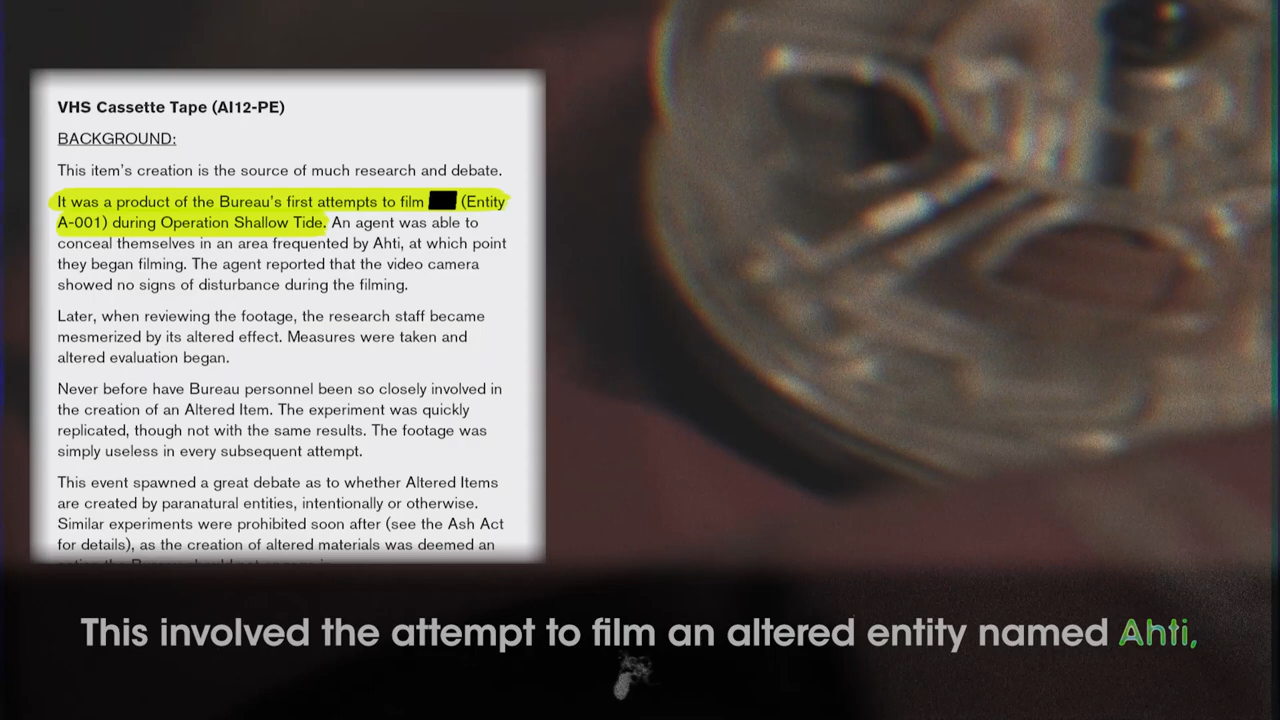 VHS Cassette Tape (AI12-PE)
BACKGROUND:
This item's creation is the source of much research and debate.
It was a product of the Bureau's first attempts to film (Entity
A-001) during Operation Shallow Tide. An agent was able to
conceal themselves in an area frequented by Ahti, at which point
they began filming. The agent reported that the video camera
showed no signs of disturbance during the filming.
Later, when reviewing the footage, the research staff became
mesmerized by its altered effect. Measures were taken and
altered evaluation began.
Never before have Bureau personnel been so closely involved in
the creation of an Altered Item. The experiment was quickly
replicated, though not with the same results. The footage was
simply useless in every subsequent attempt.
This event spawned a great debate as to whether Altered Items
are created by paranatural entities, intentionally or otherwise.
Similar experiments were prohibited soon after (see the Ash Act
for details), as the creation of altered materials was deemed an
This involved the attempt to film an altered entity named Ahti,